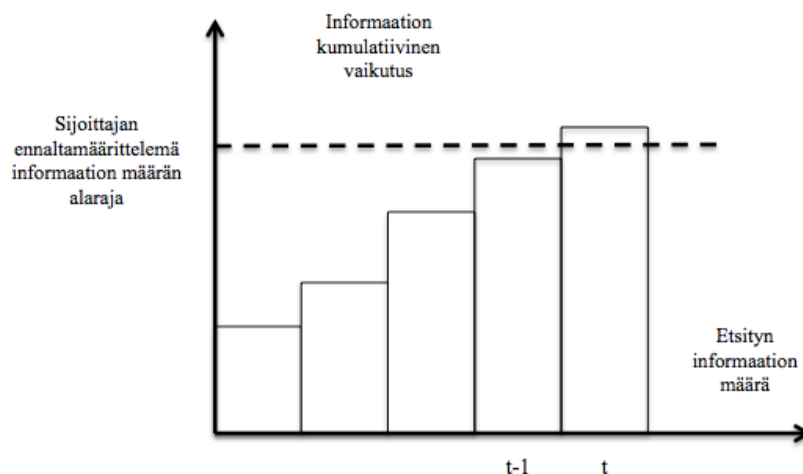 Informaation
kumulatiivinen
vaikutus
Sijoittajan
ennaltamäärittelemä
informaation määrän
alaraja
Etsityn
informaation
määrä
t-1
t